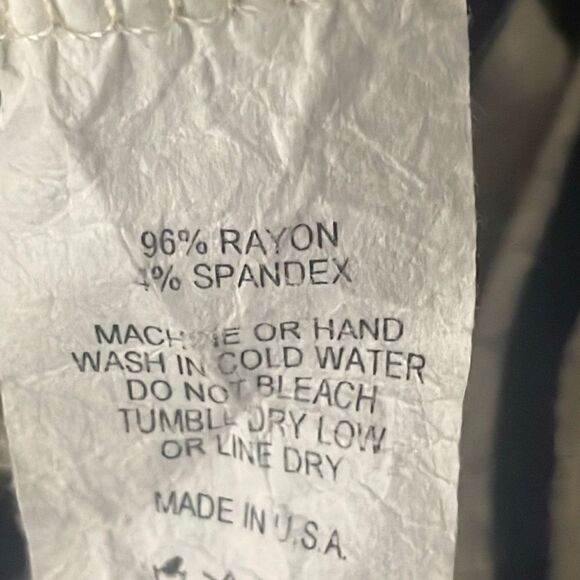 96% RAYON
4% SPANDEX
MACHINE OR HAND
WASH IN COLD WATER
DO NOT BLEACH
TUMBLE DRY LOW
OR LINE DRY
MADE IN U.S.A.